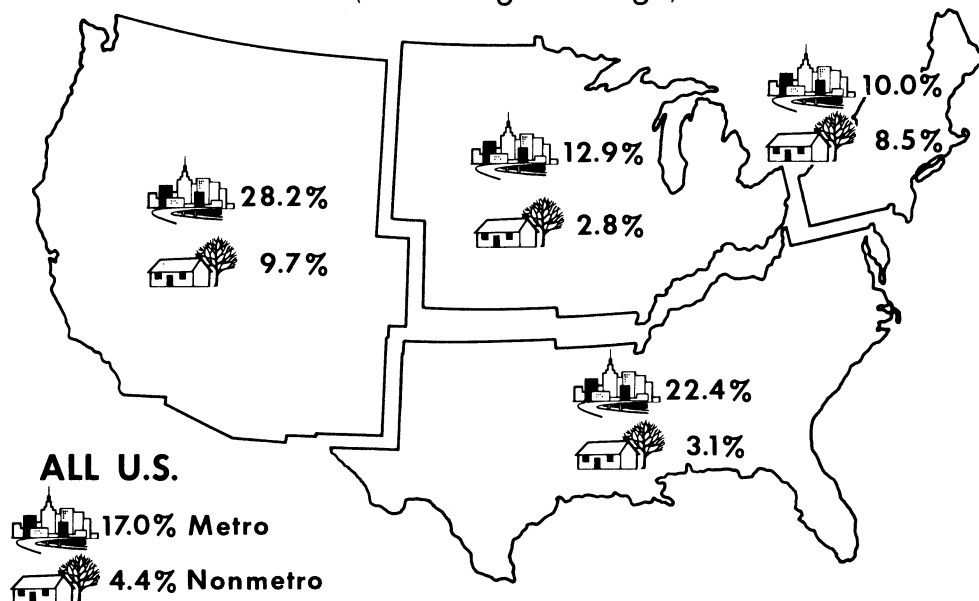 10.0%
8.5%
12.9%
2.8%
28.2%
9.7%
22.4%
3.1%
ALL U.S.
17.0% Metro
4.4% Nonmetro